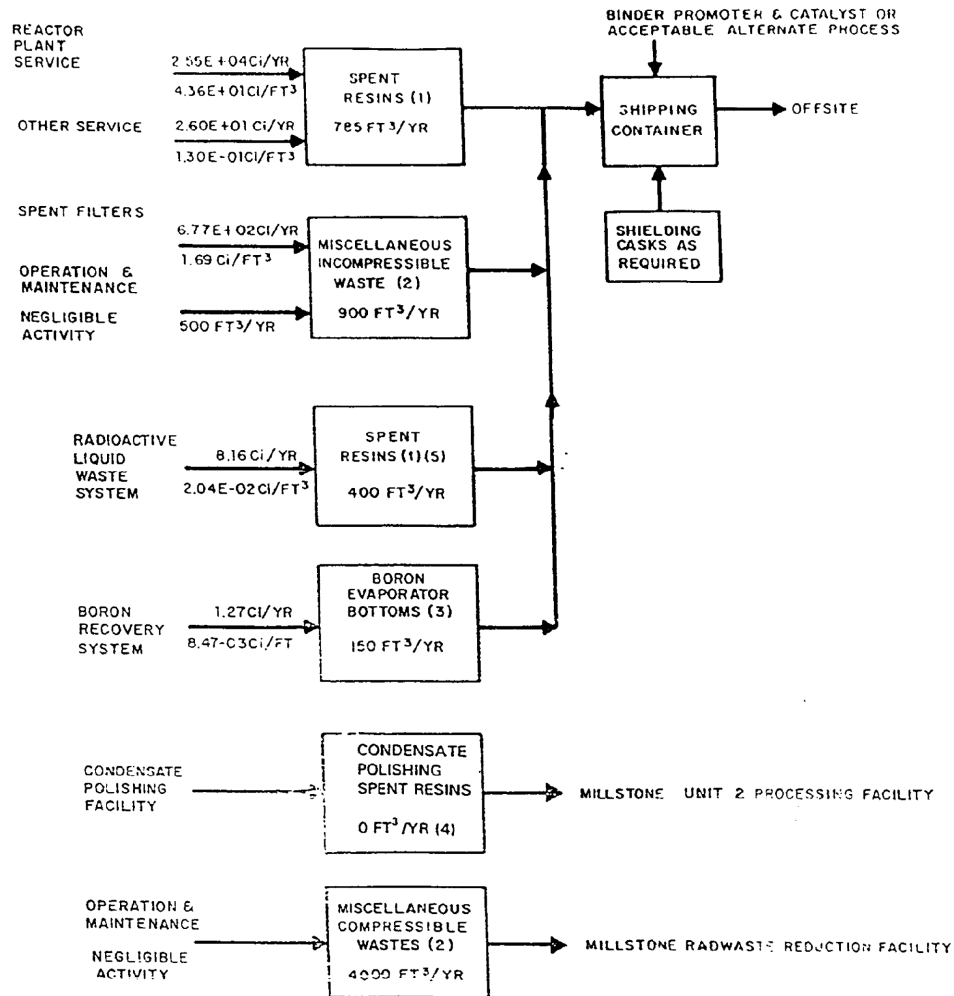 BINDER PROMOTER & CATALYST OR
ACCEPTABLE ALTERNATE PROCESS
REACTOR
PLANT
SERVICE
2.55E+04Ci/YR
4.36E+01Ci/FT³
SPENT
RESINS (1)
785 FT³/YR
SHIPPING
CONTAINER
OFFSITE
OTHER SERVICE
2.60E+01 Ci/YR
1.30E-01Ci/FT³
SHIELDING
CASKS AS
REQUIRED
SPENT FILTERS
6.77E+02Ci/YR
1.69 Ci/FT³
OPERATION &
MAINTENANCE
NEGLIGIBLE
ACTIVITY
500 FT³/YR
MISCELLANEOUS
INCOMPRESSIBLE
WASTE (2)
900 FT³/YR
RADIOACTIVE
LIQUID
WASTE
SYSTEM
8.16 Ci/YR
2.04E-02Ci/FT³
SPENT
RESINS (1)(5)
400 FT³/YR
BORON
RECOVERY
SYSTEM
1.27Ci/YR
8.47-03Ci/FT
BORON
EVAPORATOR
BOTTOMS (3)
150 FT³/YR
CONDENSATE
POLISHING
FACILITY
CONDENSATE
POLISHING
SPENT RESINS
0 FT³/YR (4)
MILLSTONE UNIT 2 PROCESSING FACILITY
OPERATION &
MAINTENANCE
NEGLIGIBLE
ACTIVITY
MISCELLANEOUS
COMPRESSIBLE
WASTES (2)
4000 FT³/YR
MILLSTONE RADWASTE REDUCTION FACILITY